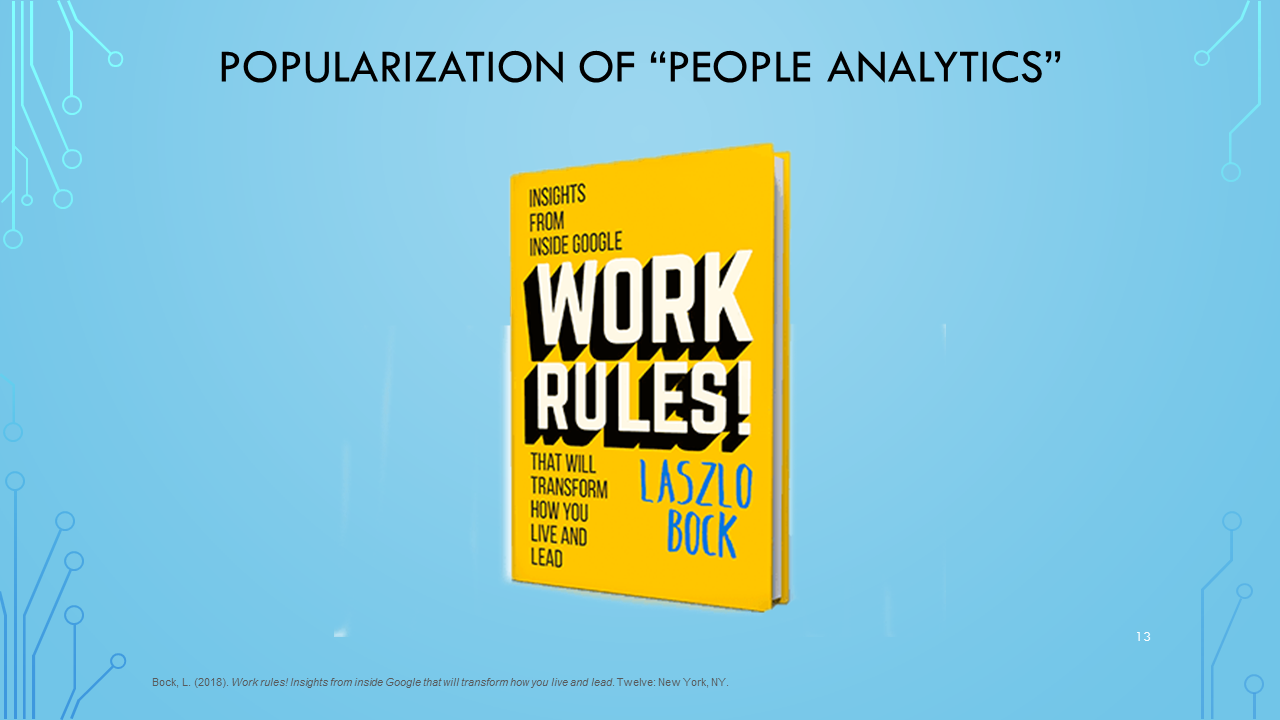 POPULARIZATION OF “PEOPLE ANALYTICS”
INSIGHTS
FROM
INSIDE GOOGLE
WORK
RULES!
THAT WILL
TRANSFORM
HOW YOU
LIVE AND
LEAD
LASZLO
BOCK
13
Bock, L. (2018). Work rules! Insights from inside Google that will transform how you live and lead. Twelve: New York, NY.